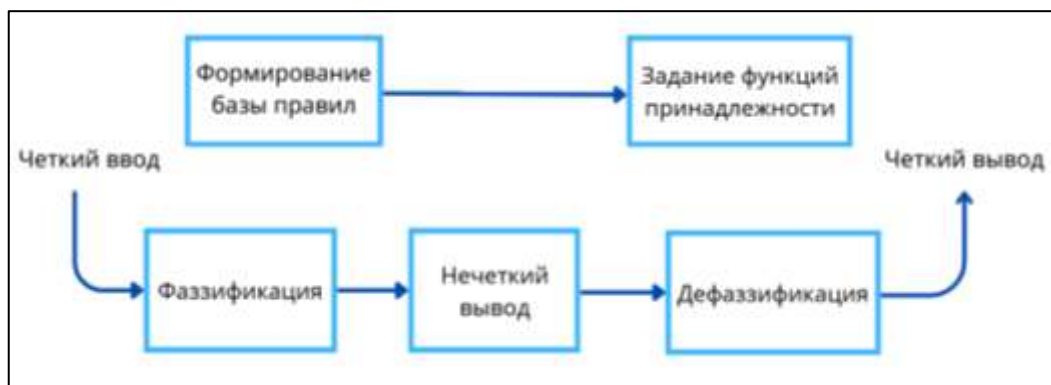 Формирование
базы правил
Задание функций
принадлежности
Четкий ввод
Четкий вывод
Фаззификация
Нечеткий
вывод
Дефаззификация